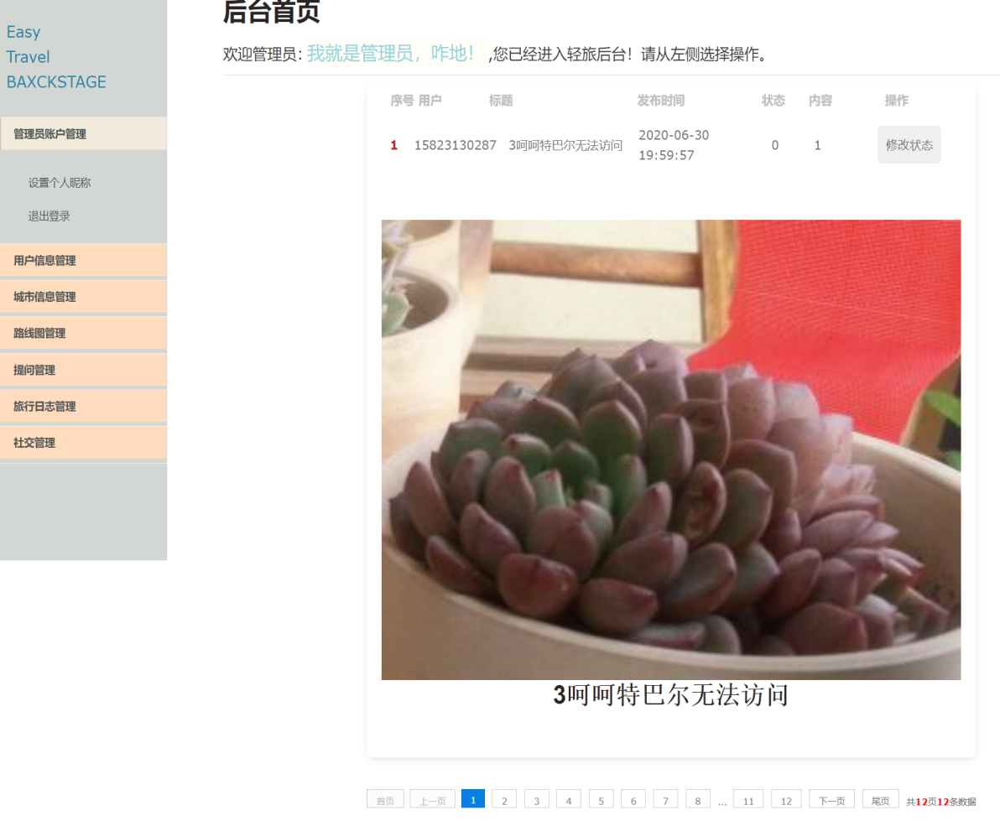 Easy
Travel
BAXCKSTAGE
管理员账户管理
设置个人昵称
退出登录
用户信息管理
城市信息管理
路线图管理
提问管理
旅行日志管理
社交管理
后台首页
欢迎管理员: 我就是管理员，咋地！ ,您已经进入轻旅后台！请从左侧选择操作。
序号 用户 标题 发布时间 状态 内容 操作
1 15823130287 3呵呵特巴尔无法访问 2020-06-30 19:59:57 0 1 修改状态
3呵呵特巴尔无法访问
首页 上一页 1 2 3 4 5 6 7 8 ... 11 12 下一页 尾页 共12页12条数据